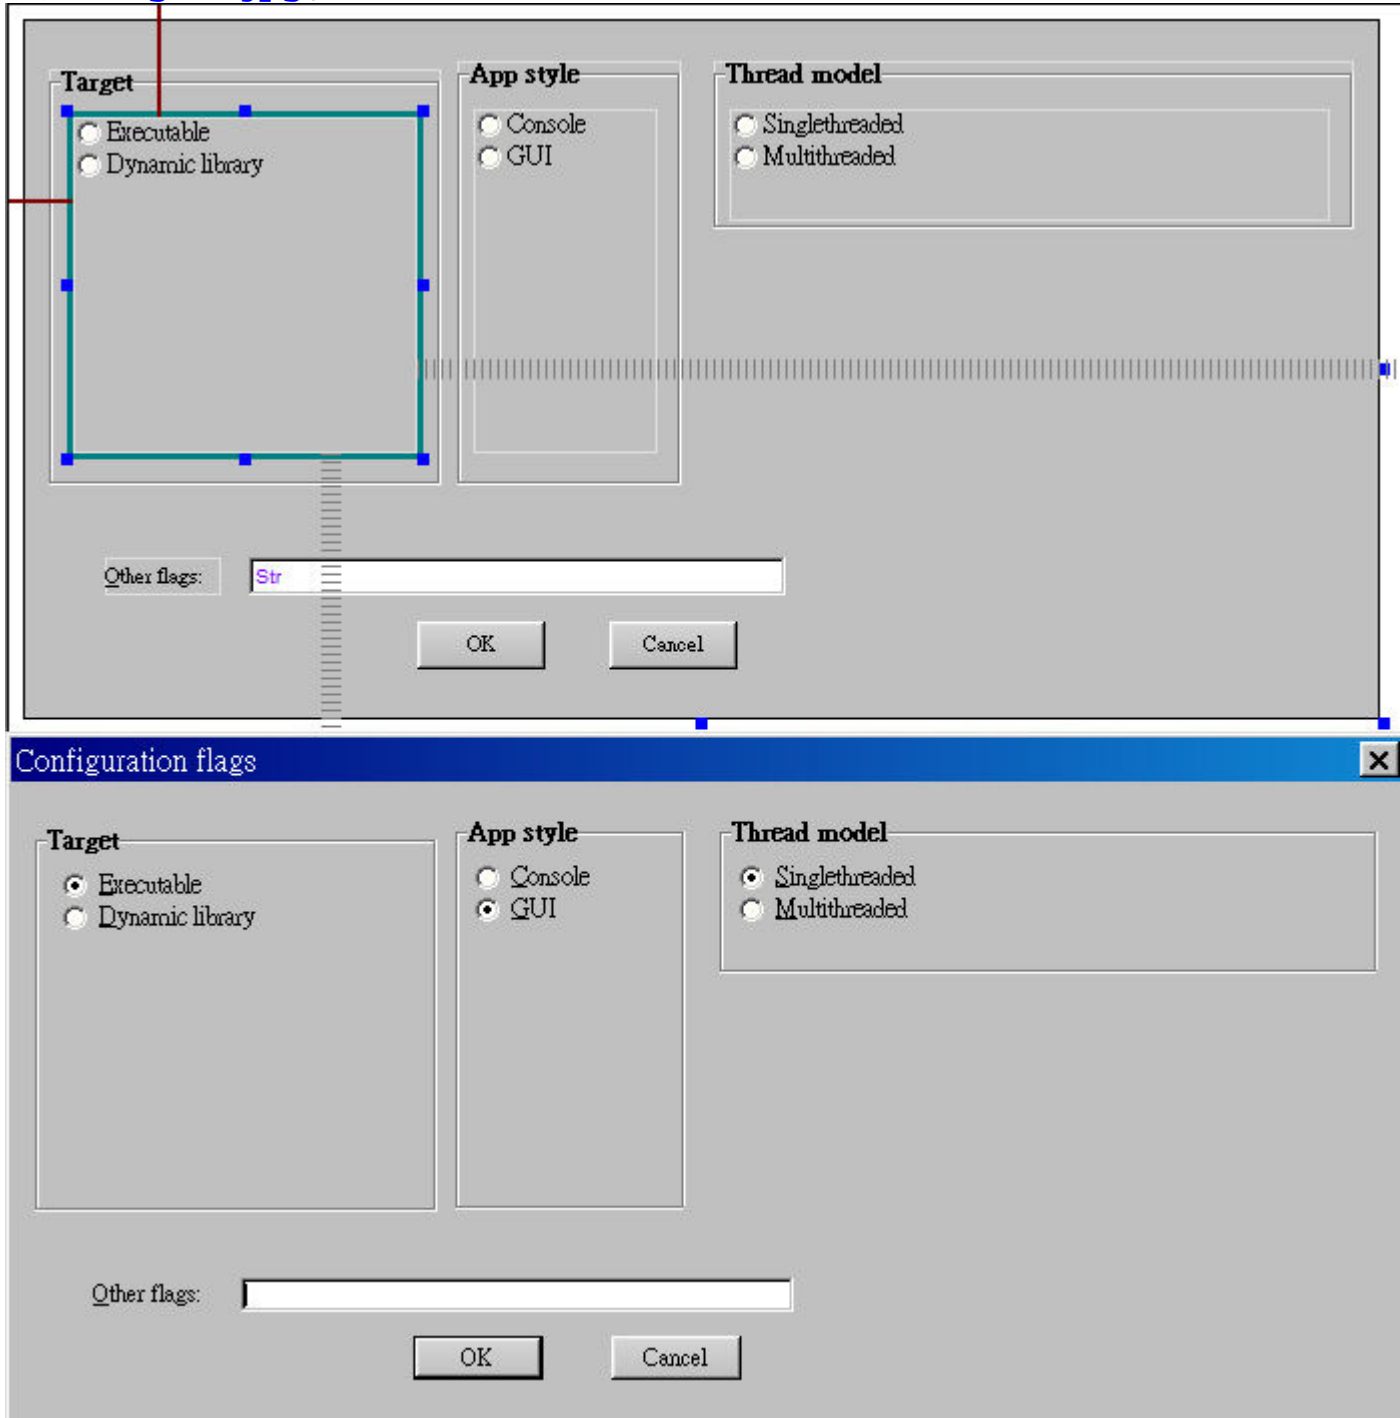 Target
App style
Thread model
Executable
Dynamic library
Console
GUI
Singlethreaded
Multithreaded
Other flags:
Str
OK
Cancel
Configuration flags
Target
App style
Thread model
Executable
Dynamic library
Console
GUI
Singlethreaded
Multithreaded
Other flags:
OK
Cancel